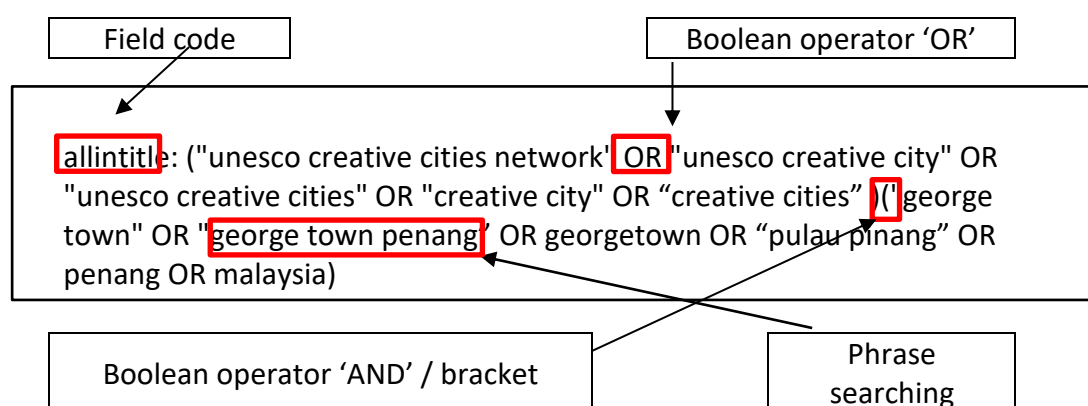 Field code
Boolean operator ‘OR’
allintitle: ("unesco creative cities network" OR "unesco creative city" OR
"unesco creative cities" OR "creative city" OR “creative cities” )("george
town" OR "george town penang” OR georgetown OR “pulau pinang” OR
penang OR malaysia)
Boolean operator ‘AND’ / bracket
Phrase
searching